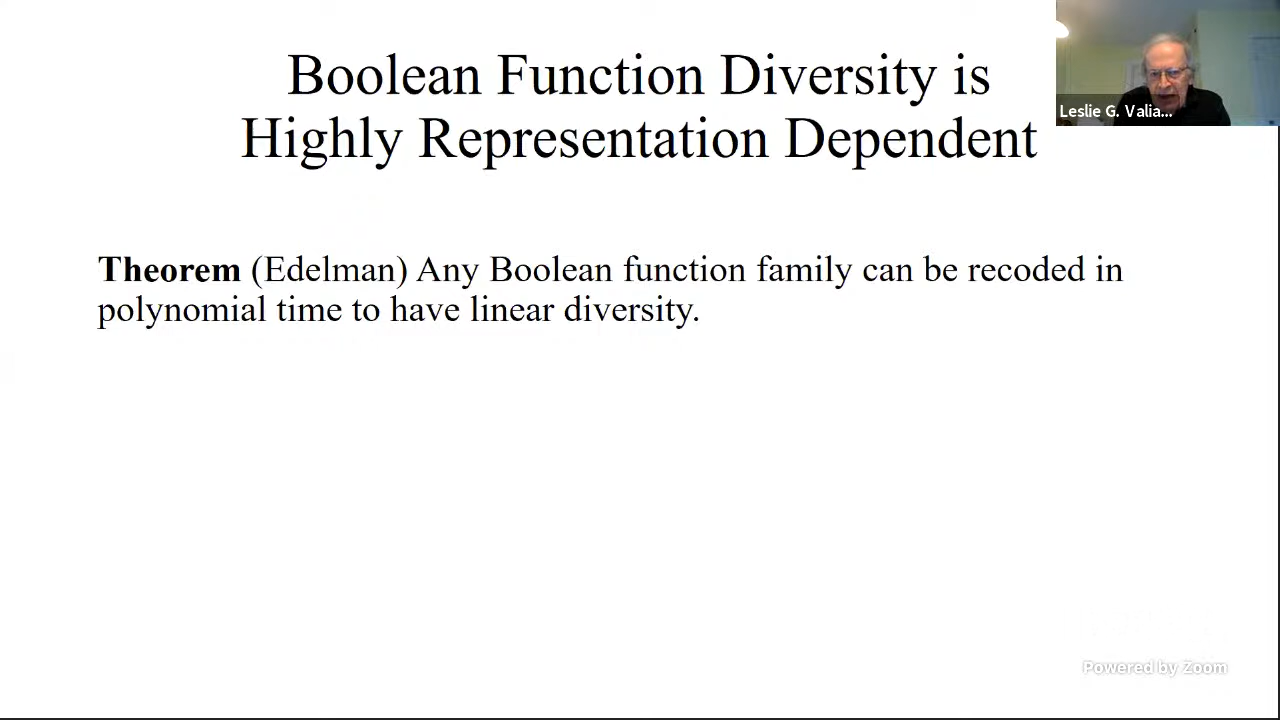 Boolean Function Diversity is
Highly Representation Dependent
Leslie G. Valia...
Theorem (Edelman) Any Boolean function family can be recoded in
polynomial time to have linear diversity.
Powered by Zoom